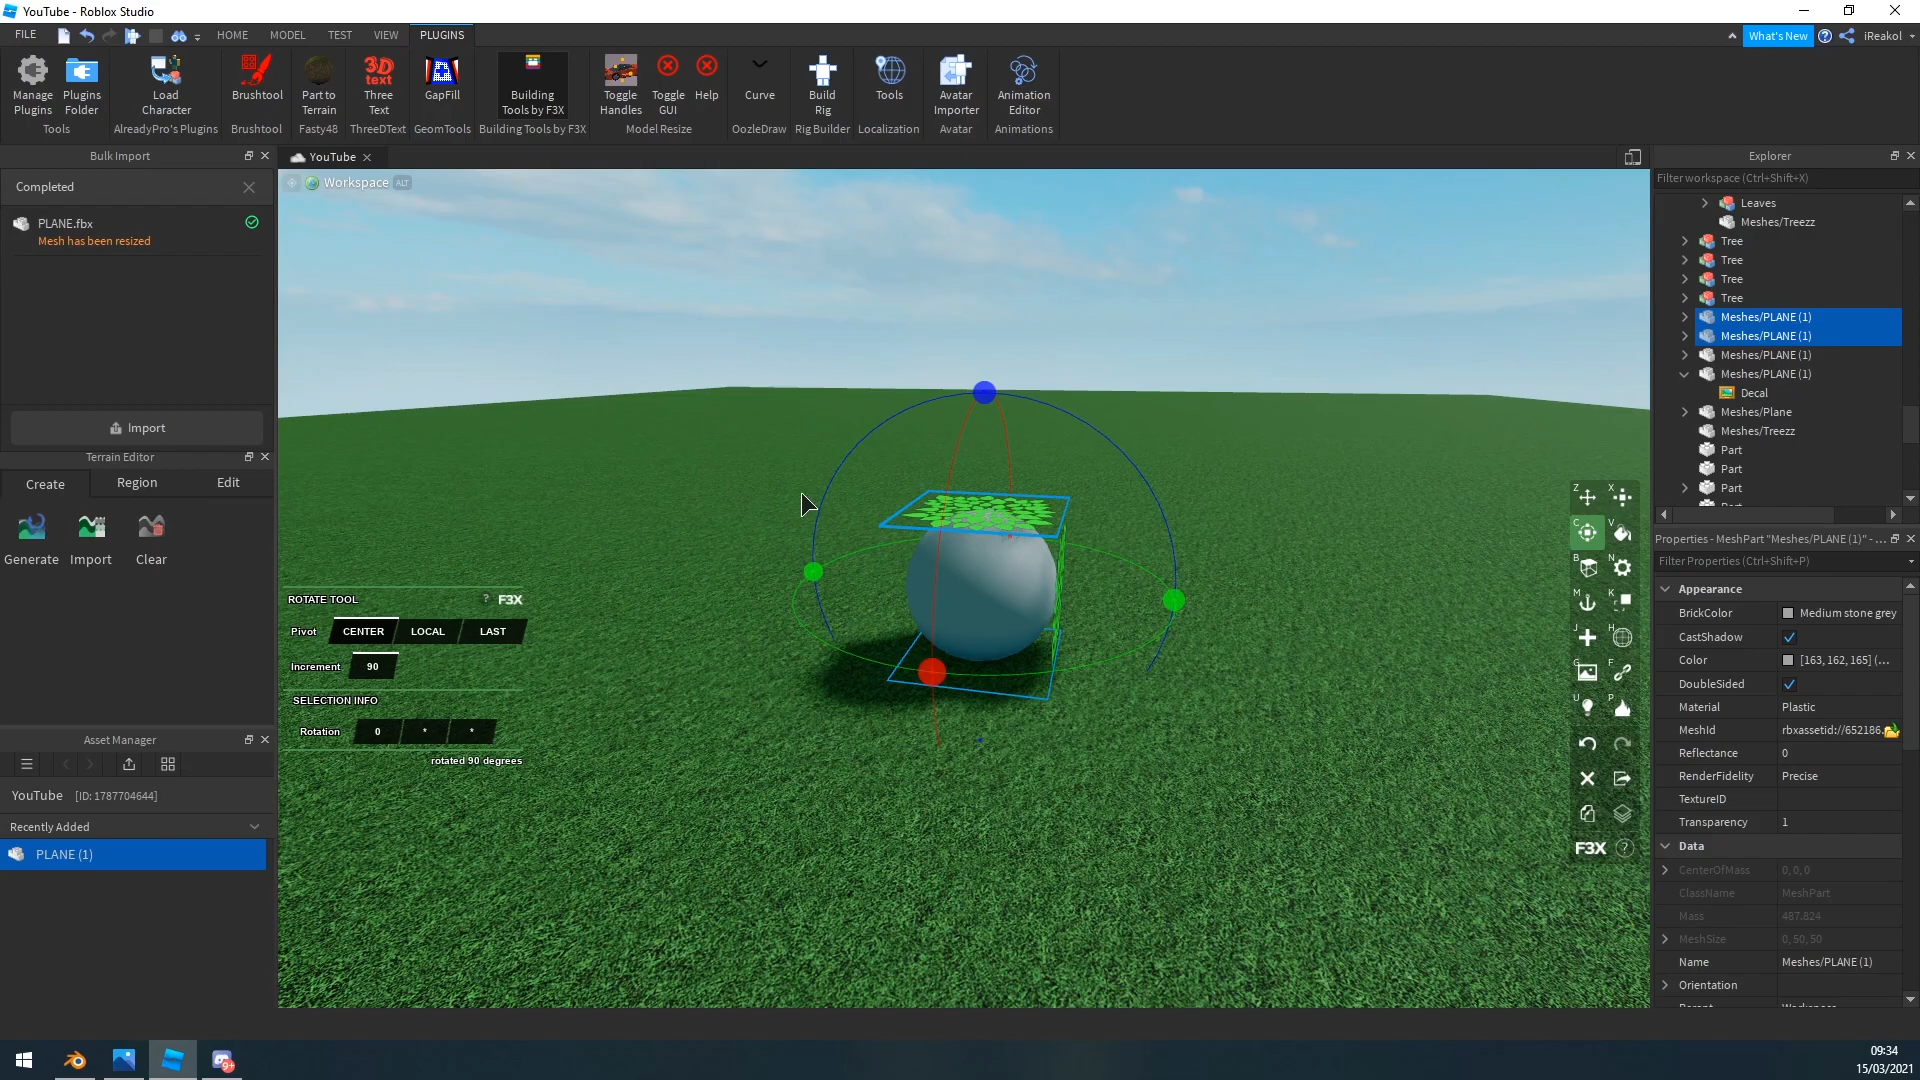 YouTube - Roblox Studio
FILE
HOME
MODEL
TEST
VIEW
PLUGINS
What's New
iReakol
Manage Plugins
Plugins Folder
Load Character
Brushtool
Part to Terrain
Three Text
3D text
GapFill
Building Tools by F3X
Toggle Handles
Toggle GUI
Help
Curve
Build Rig
Tools
Avatar Importer
Animation Editor
Tools
AlreadyPro's Plugins
Brushtool
Fasty48
ThreeDText
GeomTools
Building Tools by F3X
Model Resize
OozleDraw
Rig Builder
Localization
Avatar
Animations
Bulk Import
Completed
PLANE.fbx
Mesh has been resized
Import
Terrain Editor
Create
Region
Edit
Generate
Import
Clear
Asset Manager
YouTube [ID: 1787704644]
Recently Added
PLANE (1)
YouTube
Workspace ALT
ROTATE TOOL ? F3X
Pivot CENTER LOCAL LAST
Increment 90
SELECTION INFO
Rotation 0 * *
rotated 90 degrees
Z X
C V
B N
M K
J H
G F
U P
F3X ?
Explorer
Filter workspace (Ctrl+Shift+X)
Leaves
Meshes/Treezz
Tree
Tree
Tree
Tree
Meshes/PLANE (1)
Meshes/PLANE (1)
Meshes/PLANE (1)
Meshes/PLANE (1)
Decal
Meshes/Plane
Meshes/Treezz
Part
Part
Part
Properties - MeshPart "Meshes/PLANE (1)" - ...
Filter Properties (Ctrl+Shift+P)
Appearance
BrickColor Medium stone grey
CastShadow
Color [163, 162, 165] (...
DoubleSided
Material Plastic
MeshId rbxassetid://652186
Reflectance 0
RenderFidelity Precise
TextureID
Transparency 1
Data
CenterOfMass 0, 0, 0
ClassName MeshPart
Mass 487.824
MeshSize 0, 50, 50
Name Meshes/PLANE (1)
Orientation
9+
09:34
15/03/2021